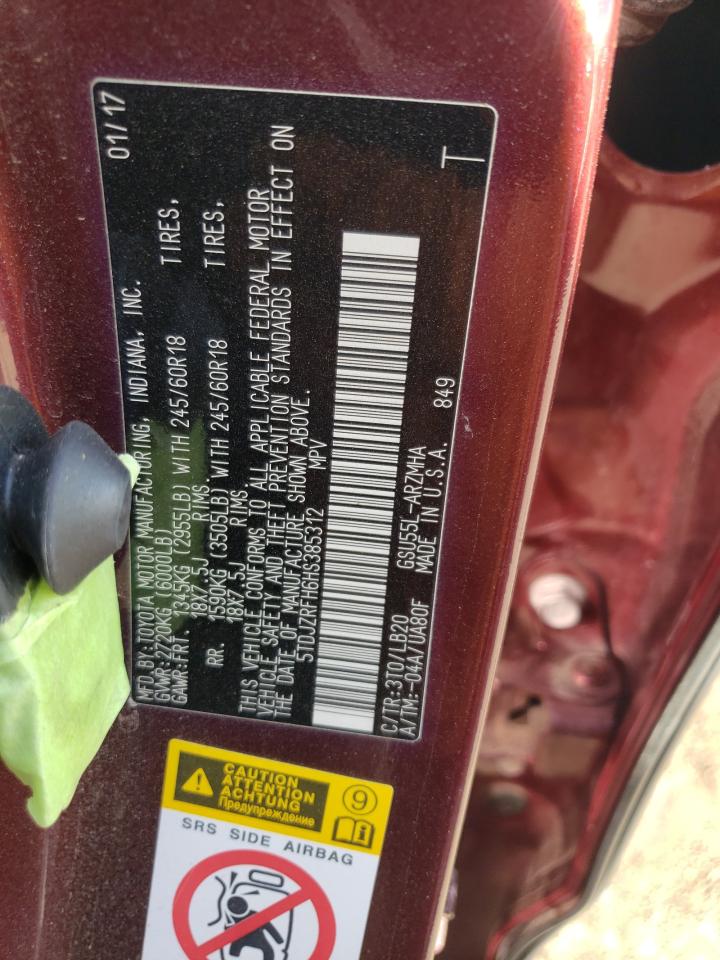 MFD.BY:TOYOTA MOTOR MANUFACTURING, INDIANA, INC. 01/17
GVWR:2720KG (6000LB)
GAWR:FRT. 1345KG (2955LB) WITH 245/60R18 TIRES,
18X7.5J RIMS.
RR. 1590KG (3505LB) WITH 245/60R18 TIRES,
18X7.5J RIMS
THIS VEHICLE CONFORMS TO ALL APPLICABLE FEDERAL MOTOR
VEHICLE SAFETY AND THEFT PREVENTION STANDARDS IN EFFECT ON
THE DATE OF MANUFACTURE SHOWN ABOVE.
5TDJZRFH6HS385312 MPV
T
C/TR:3T0/LB20 GSU55L-ARZMHA
A/TM:-04A/UA80F MADE IN U.S.A. 849
CAUTION
ATTENTION
ACHTUNG
Предупреждение
9
SRS SIDE AIRBAG